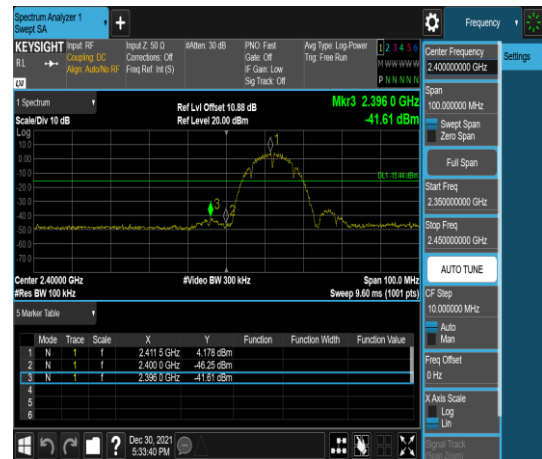 Spectrum Analyzer 1
Swept SA
Frequency
KEYSIGHT
RL
Input: RF
Coupling: DC
Align: Auto/No RF
Input Z: 50 Ω
Corrections: Off
Freq Ref: Int (S)
#Atten: 30 dB
PNO: Fast
Gate: Off
IF Gain: Low
Sig Track: Off
Avg Type: Log-Power
Trig: Free Run
1 2 3 4 5 6
M W W W W W
P N N N N N
1 Spectrum
Scale/Div 10 dB
Ref Lvl Offset 10.88 dB
Ref Level 20.00 dBm
Mkr3 2.396 0 GHz
-41.61 dBm
Log
10.0
0.00
-10.0
-20.0
-30.0
-40.0
-50.0
-60.0
-70.0
1
2
3
DL1 -15.44 dBm
Center 2.40000 GHz
#Res BW 100 kHz
#Video BW 300 kHz
Span 100.0 MHz
Sweep 9.60 ms (1001 pts)
5 Marker Table
Mode Trace Scale X Y Function Function Width Function Value
1 N 1 f 2.411 5 GHz 4.178 dBm
2 N 1 f 2.400 0 GHz -46.25 dBm
3 N 1 f 2.396 0 GHz -41.61 dBm
4
5
6
Dec 30, 2021
5:33:40 PM
Center Frequency
2.400000000 GHz
Settings
Span
100.000000 MHz
Swept Span
Zero Span
Full Span
Start Freq
2.350000000 GHz
Stop Freq
2.450000000 GHz
AUTO TUNE
CF Step
10.000000 MHz
Auto
Man
Freq Offset
0 Hz
X Axis Scale
Log
Lin
Signal Track
(Span Zoom)